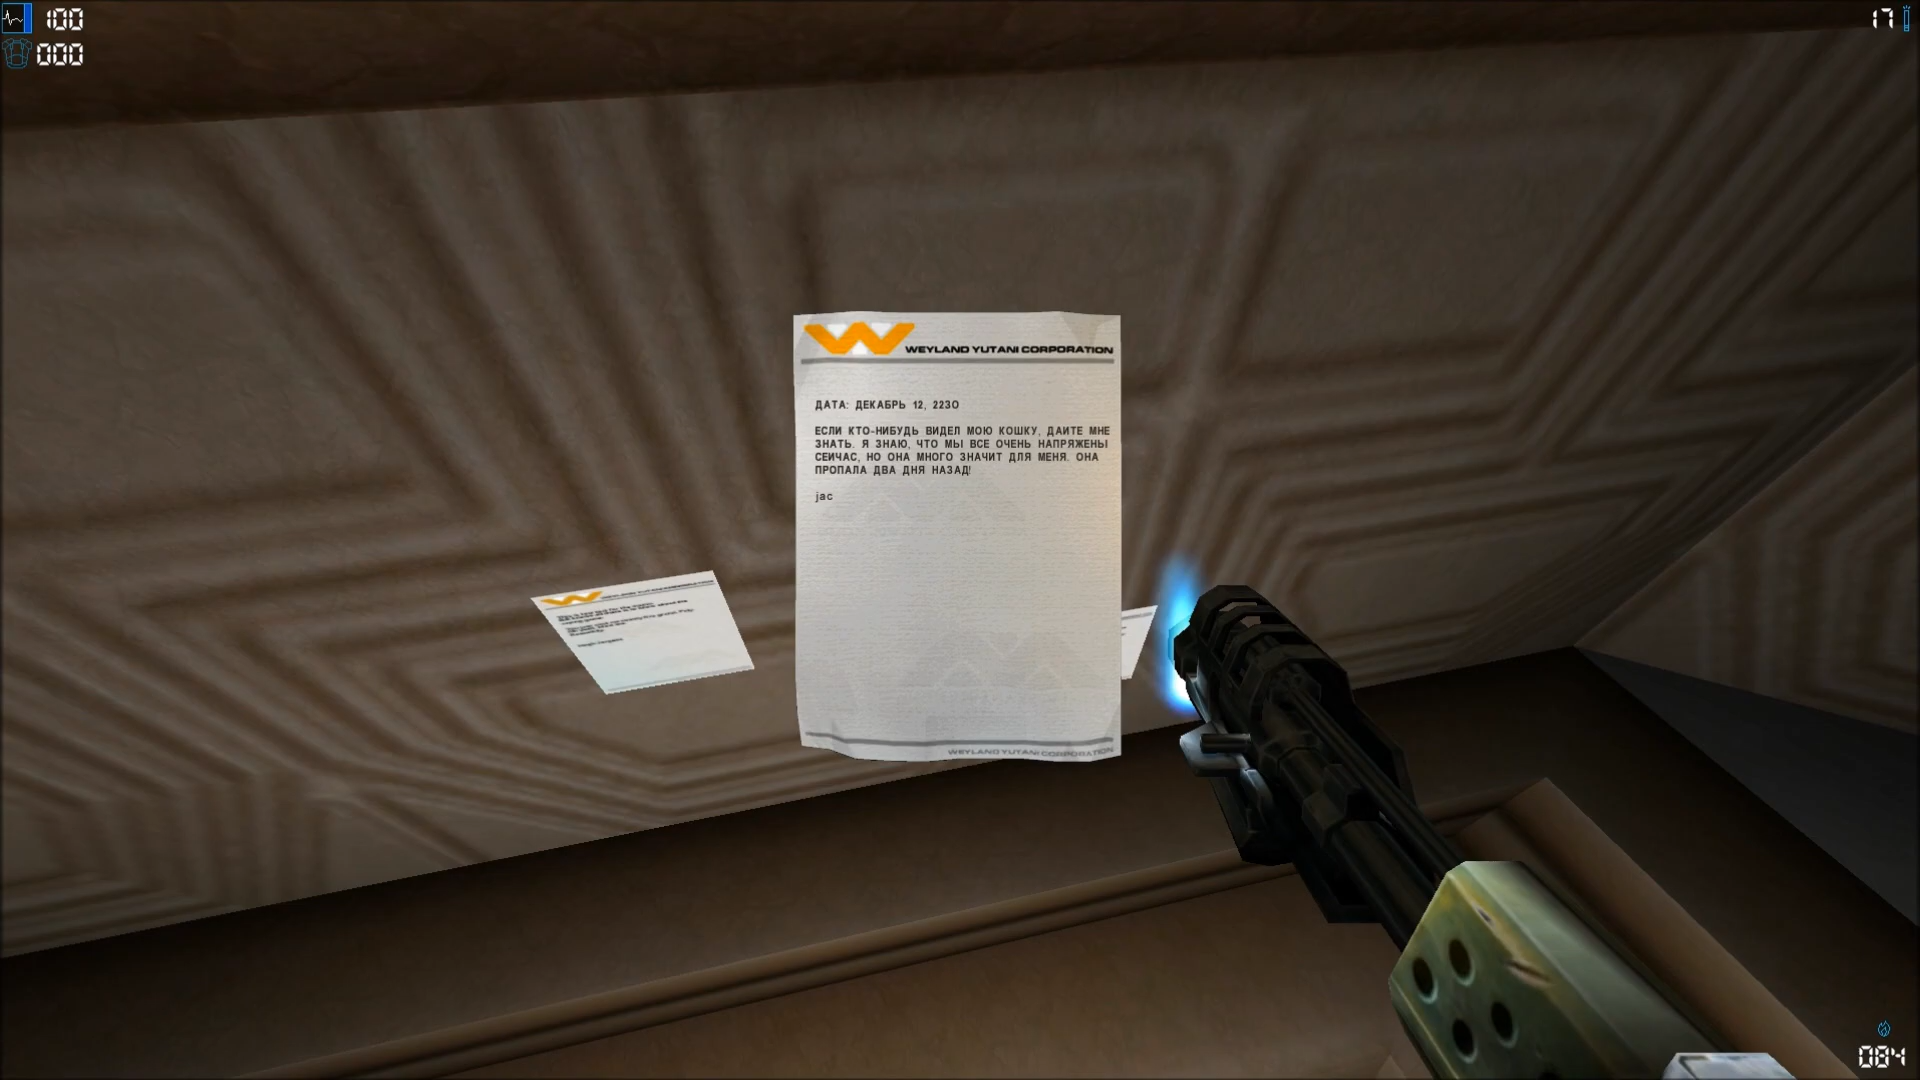 100
17
000
WEYLAND YUTANI CORPORATION
ДАТА: ДЕКАБРЬ 12, 2230
ЕСЛИ КТО-НИБУДЬ ВИДЕЛ МОЮ КОШКУ, ДАИТЕ МНЕ
ЗНАТЬ. Я ЗНАЮ, ЧТО МЫ ВСЕ ОЧЕНЬ НАПРЯЖЕНЫ
СЕИЧАС, НО ОНА МНОГО ЗНАЧИТ ДЛЯ МЕНЯ. ОНА
ПРОПАЛА ДВА ДНЯ НАЗАД!
jac
WEYLAND YUTANI CORPORATION
084